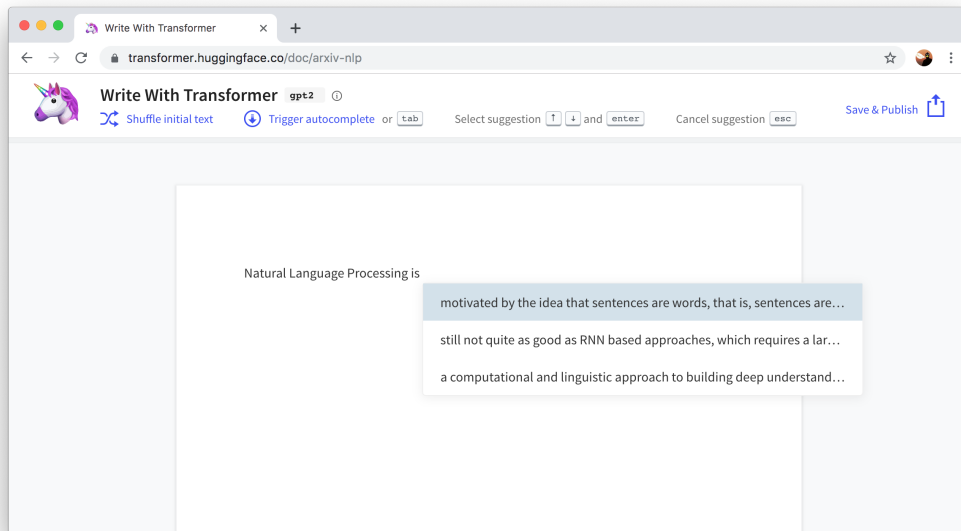 Write With Transformer
transformer.huggingface.co/doc/arxiv-nlp
Write With Transformer gpt2
Shuffle initial text Trigger autocomplete or tab Select suggestion ↑ ↓ and enter Cancel suggestion esc Save & Publish
Natural Language Processing is
motivated by the idea that sentences are words, that is, sentences are…
still not quite as good as RNN based approaches, which requires a lar…
a computational and linguistic approach to building deep understand…